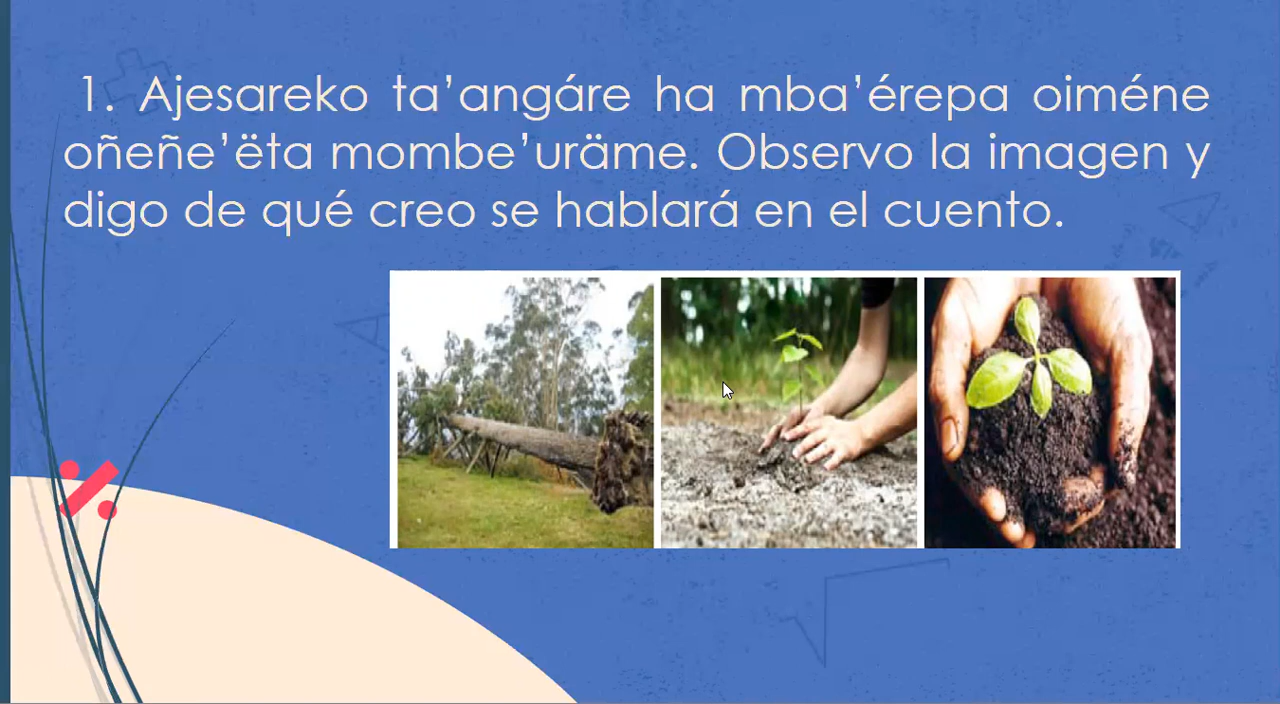 1. Ajesareko ta’angáre ha mba’érepa oiméne
oñeñe’ëta mombe’uräme. Observo la imagen y
digo de qué creo se hablará en el cuento.